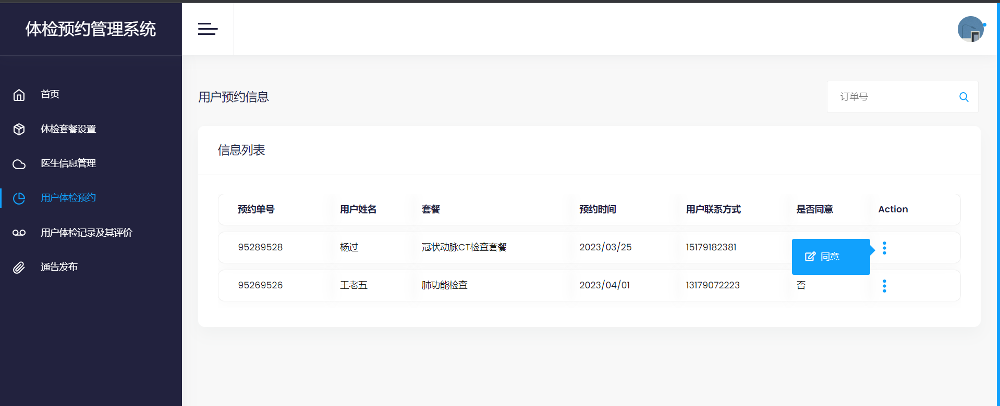 体检预约管理系统
首页
体检套餐设置
医生信息管理
用户体检预约
用户体检记录及其评价
通告发布
用户预约信息
订单号
信息列表
预约单号 用户姓名 套餐 预约时间 用户联系方式 是否同意 Action
95289528 杨过 冠状动脉CT检查套餐 2023/03/25 15179182381
同意
95269526 王老五 肺功能检查 2023/04/01 13179072223 否